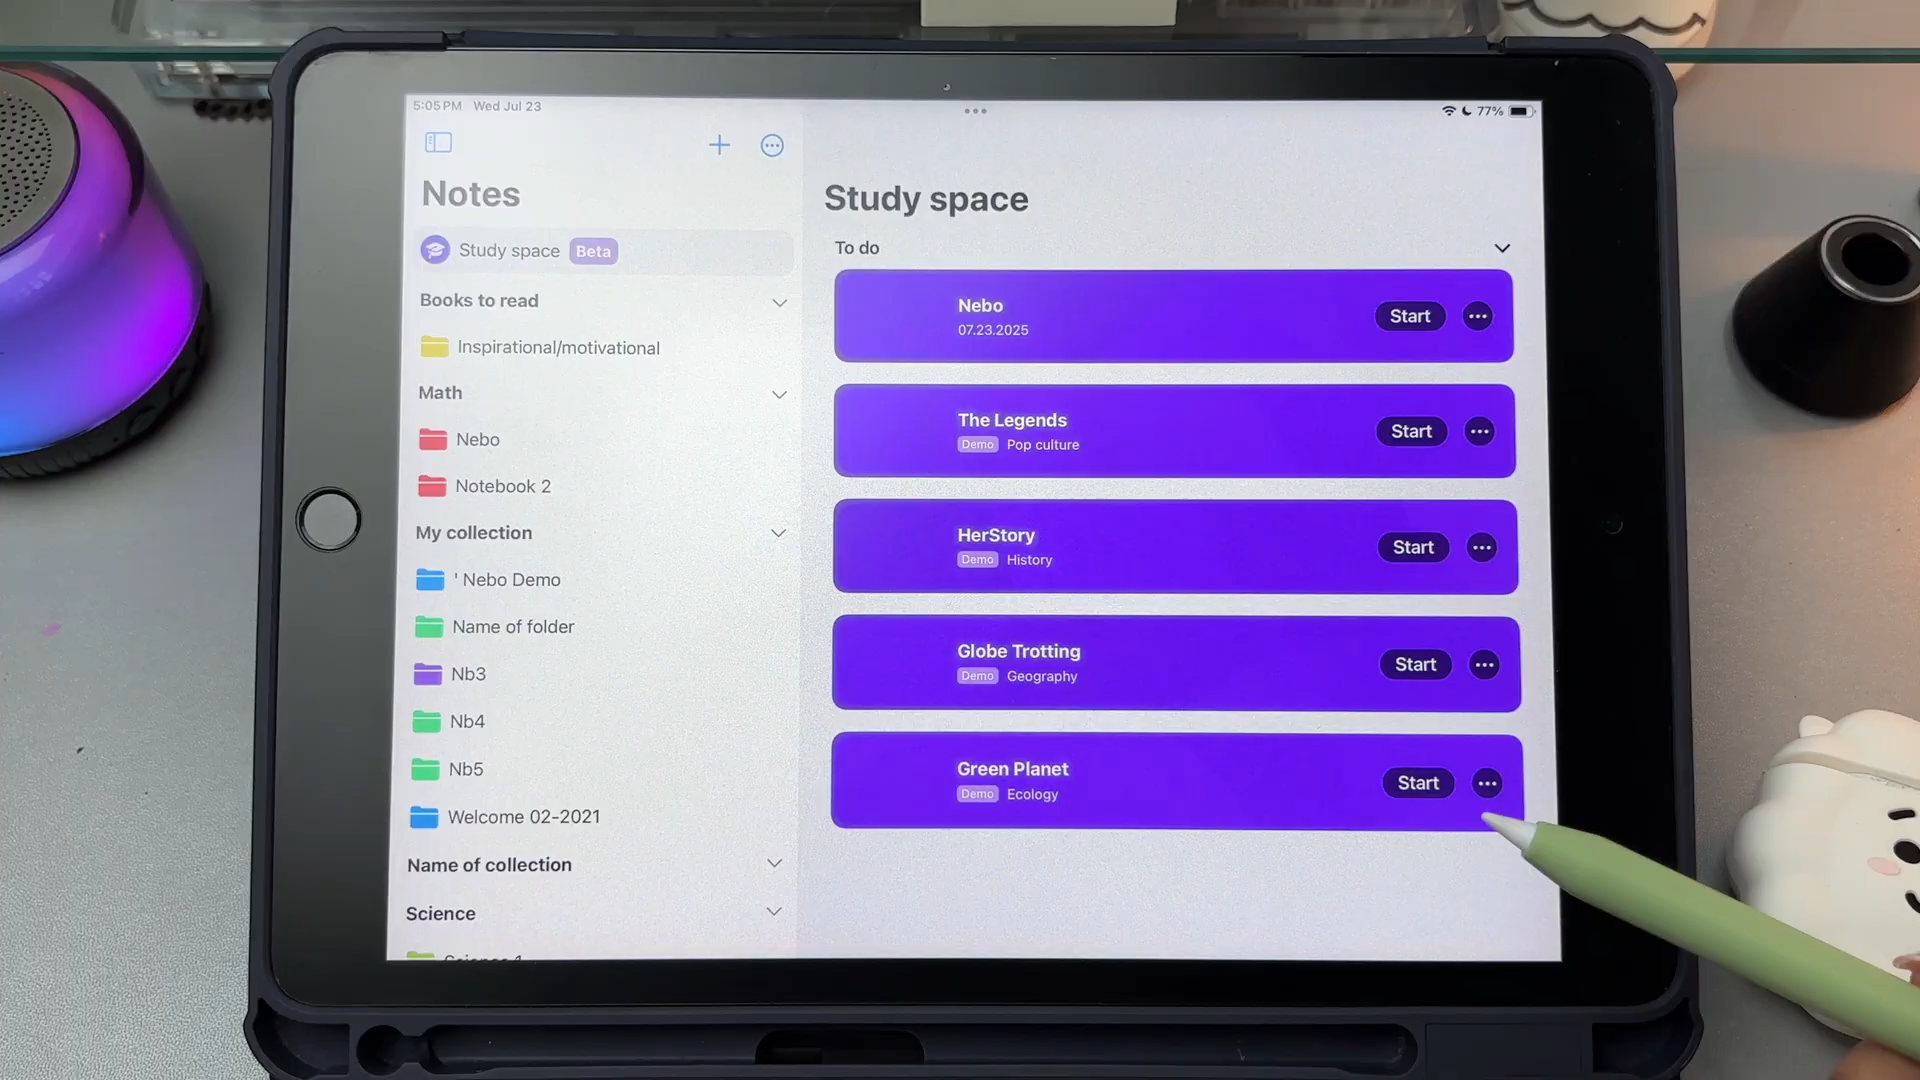 5:05 PM Wed Jul 23
77%
Notes
Study space Beta
Books to read
Inspirational/motivational
Math
Nebo
Notebook 2
My collection
' Nebo Demo
Name of folder
Nb3
Nb4
Nb5
Welcome 02-2021
Name of collection
Science
Science 1
Study space
To do
Nebo
07.23.2025
Start
The Legends
Demo Pop culture
Start
HerStory
Demo History
Start
Globe Trotting
Demo Geography
Start
Green Planet
Demo Ecology
Start